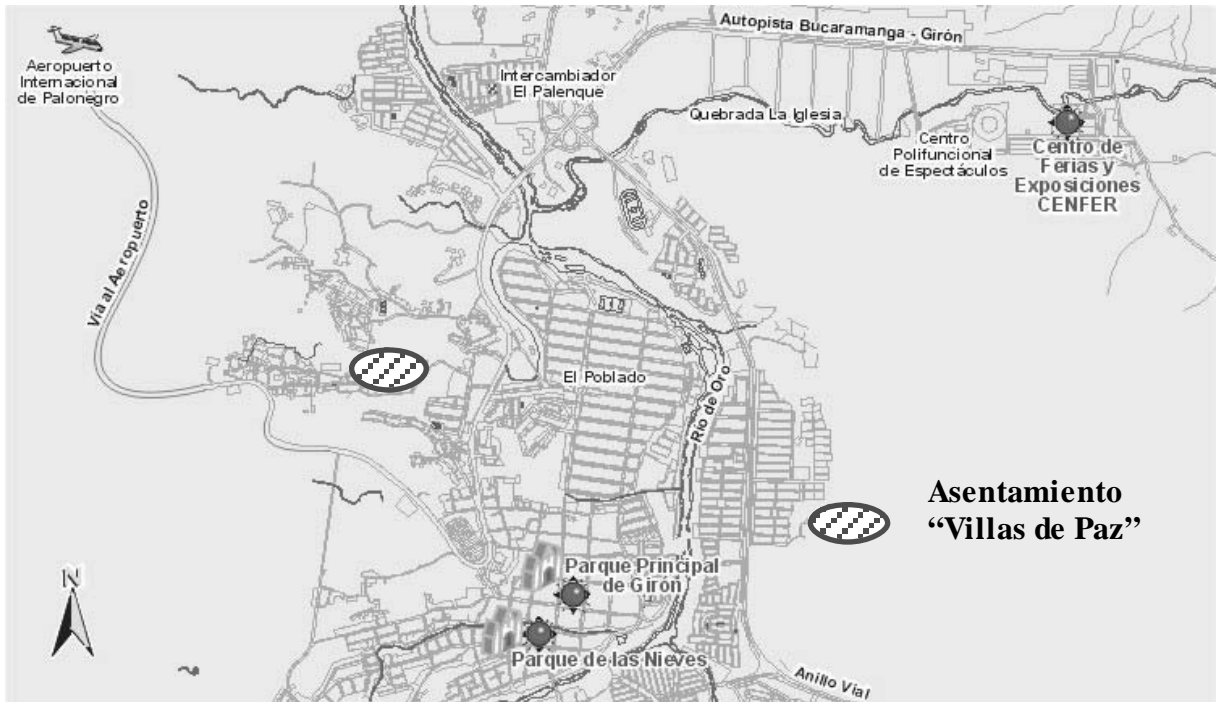 Autopista Bucaramanga - Girón
Aeropuerto
Internacional
de Palonegro
Intercambiador
El Palenque
Quebrada La Iglesia
Centro
Polifuncional
de Espectáculos
Centro de
Ferias y
Exposiciones
CENFER
Vía al Aeropuerto
El Poblado
Río de Oro
Asentamiento
“Villas de Paz”
Parque Principal
de Girón
N
Parque de las Nieves
Anillo Vial